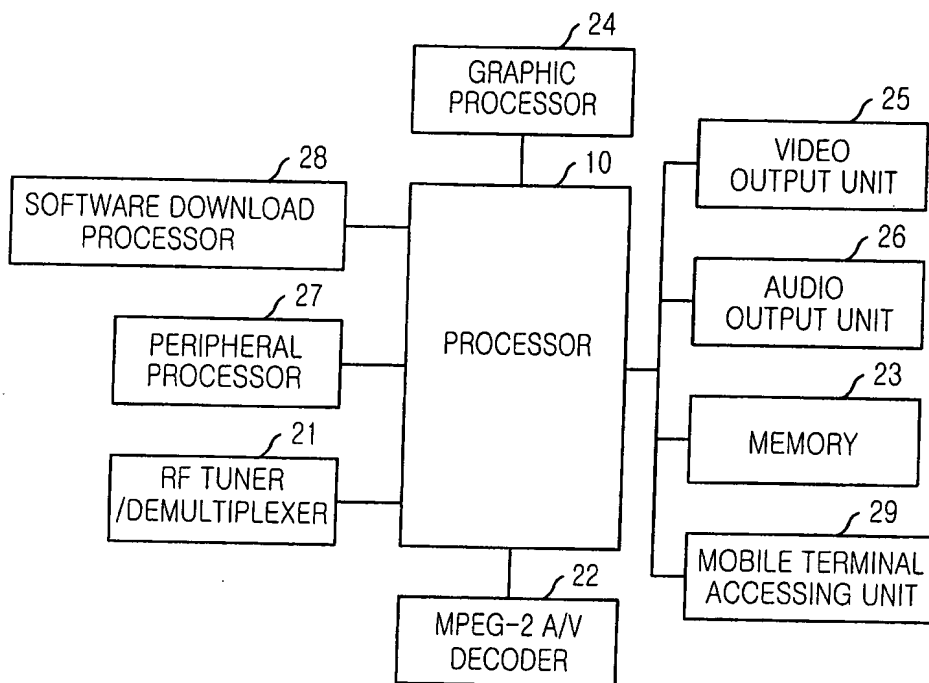 24
GRAPHIC
PROCESSOR
25
VIDEO
OUTPUT UNIT
28
SOFTWARE DOWNLOAD
PROCESSOR
10
PROCESSOR
26
AUDIO
OUTPUT UNIT
27
PERIPHERAL
PROCESSOR
23
MEMORY
21
RF TUNER
/DEMULTIPLEXER
29
MOBILE TERMINAL
ACCESSING UNIT
22
MPEG-2 A/V
DECODER